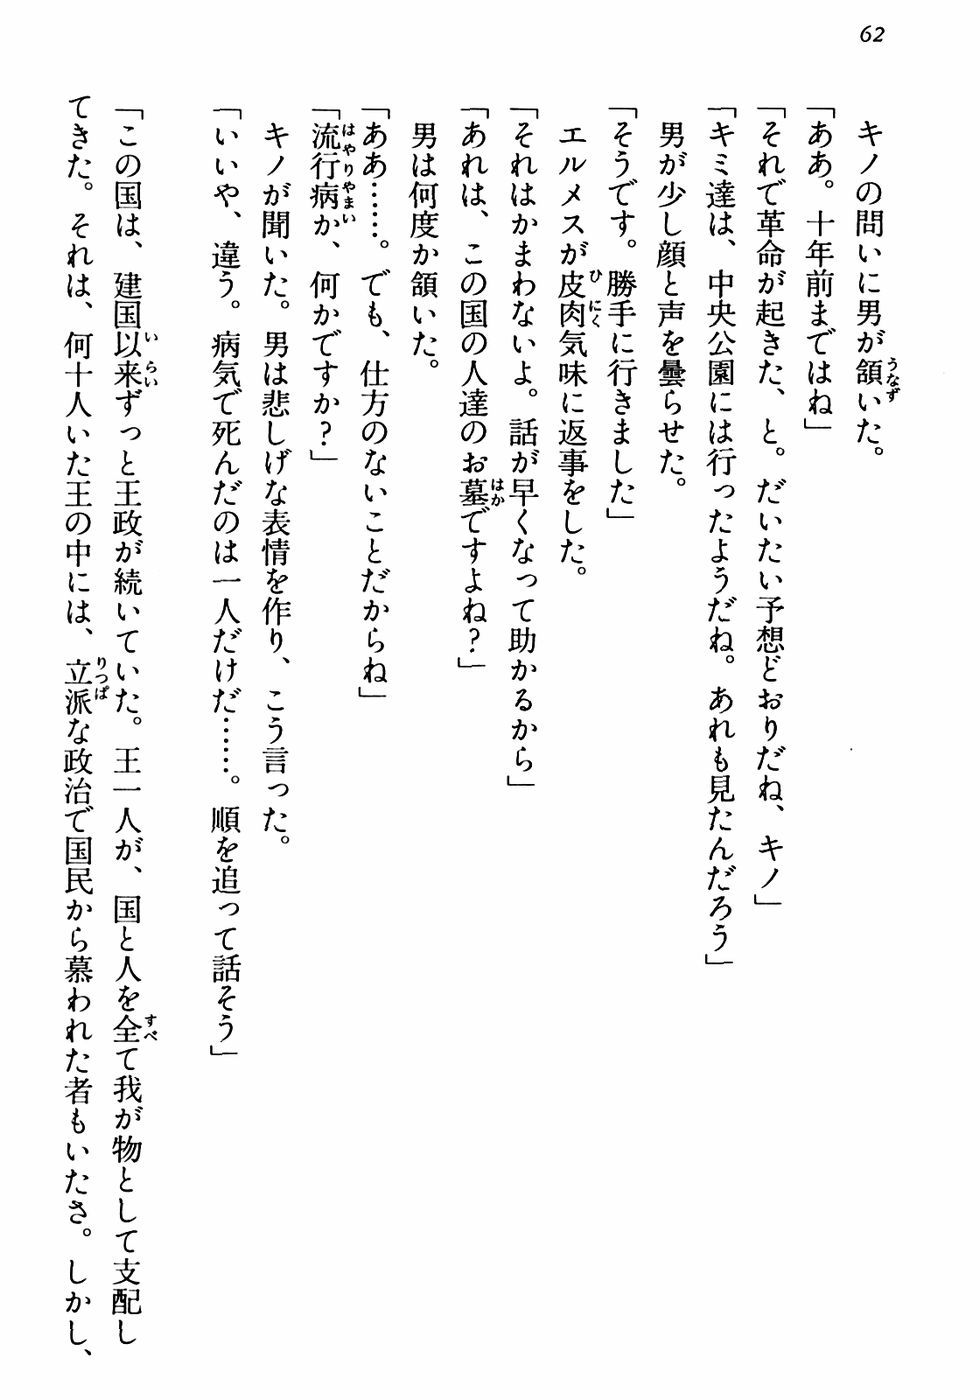 62
キノの問いに男が頷いた。
「ああ。十年前まではね」
「それで革命が起きた、と。だいたい予想どおりだね、キノ」
「キミ達は、中央公園には行ったようだね。あれも見たんだろう」
男が少し顔と声を曇らせた。
「そうです。勝手に行きました」
エルメスが皮肉気味に返事をした。
「それはかまわないよ。話が早くなって助かるから」
「あれは、この国の人達のお墓ですよね?」
男は何度か頷いた。
「ああ……。でも、仕方のないことだからね」
「流行病か、何かですか?」
キノが聞いた。男は悲しげな表情を作り、こう言った。
「いいや、違う。病気で死んだのは一人だけだ……。順を追って話そう」
「この国は、建国以来ずっと王政が続いていた。王一人が、国と人を全て我が物として支配し
てきた。それは、何十人いた王の中には、立派な政治で国民から慕われた者もいたさ。しかし、